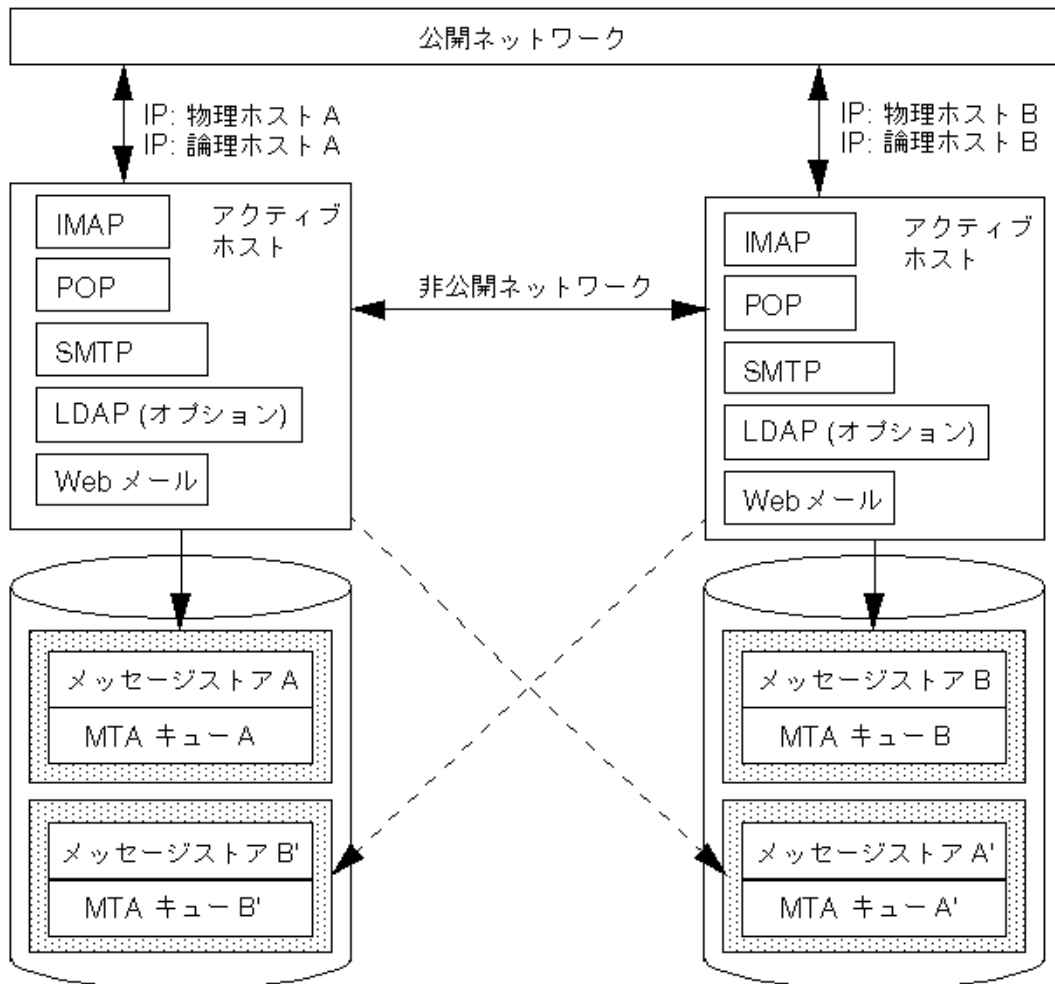 公開ネットワーク
IP: 物理ホスト A
IP: 論理ホスト A
IP: 物理ホスト B
IP: 論理ホスト B
アクティブ
ホスト
IMAP
POP
SMTP
LDAP (オプション)
Web メール
非公開ネットワーク
アクティブ
ホスト
IMAP
POP
SMTP
LDAP (オプション)
Web メール
メッセージストア A
MTA キュー A
メッセージストア B'
MTA キュー B'
メッセージストア B
MTA キュー B
メッセージストア A'
MTA キュー A'